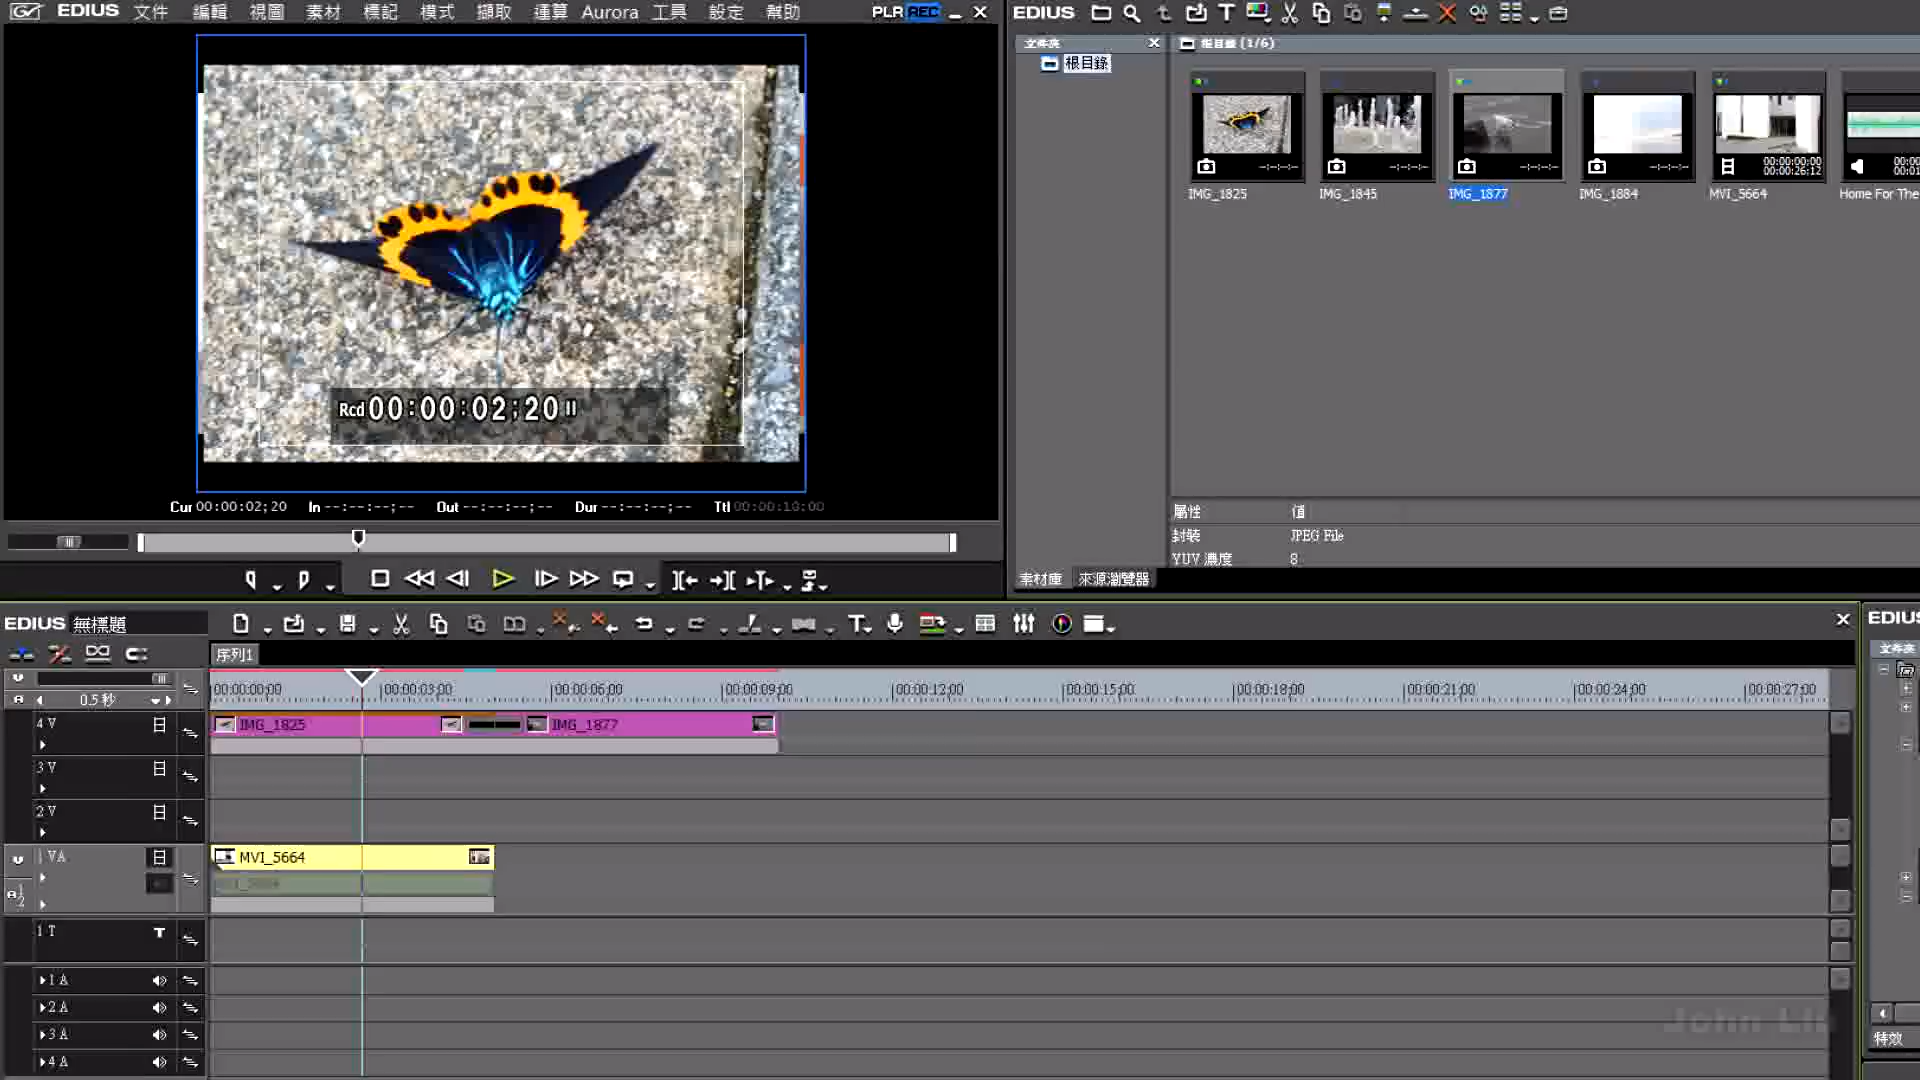 EDIUS 文件 編輯 視圖 素材 標記 模式 擷取 運算 Aurora 工具 設定 幫助 PLR REC
Rcd 00:00:02;20
Cur 00:00:02;20 In --:--:--;-- Out --:--:--;-- Dur --:--:--;-- Ttl 00:00:10:00
EDIUS
文件夾
根目錄 (1/6)
根目錄
--:--:--;-- --:--:--;-- --:--:--;-- --:--:--;-- 00:00:00:00
00:00:26;12
IMG_1825 IMG_1845 IMG_1877 IMG_1884 MVI_5664 Home For The
屬性 值
封裝 JPEG File
YUV 濃度 8
素材庫 來源瀏覽器
EDIUS 無標題
EDIUS
文件夾
序列1
0.5 秒
00:00:00;00 00:00:03;00 00:00:06;00 00:00:09;00 00:00:12;00 00:00:15;00 00:00:18;00 00:00:21;00 00:00:24;00 00:00:27;00
4 V IMG_1825 IMG_1877
3 V
2 V
1 VA MVI_5664
1 T T
1 A
2 A
3 A
4 A
特效